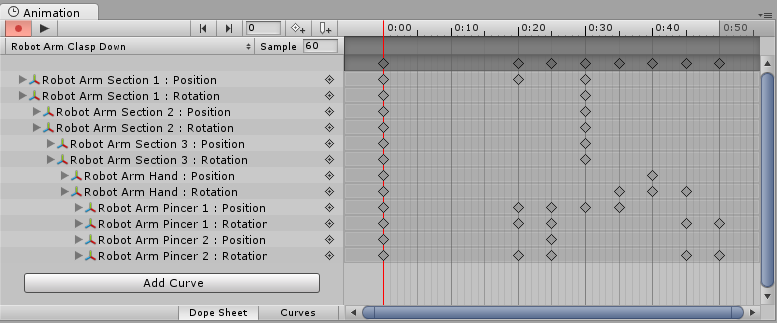 Animation
0 0:00 0:10 0:20 0:30 0:40 0:50
Robot Arm Clasp Down Sample 60
Robot Arm Section 1 : Position
Robot Arm Section 1 : Rotation
Robot Arm Section 2 : Position
Robot Arm Section 2 : Rotation
Robot Arm Section 3 : Position
Robot Arm Section 3 : Rotation
Robot Arm Hand : Position
Robot Arm Hand : Rotation
Robot Arm Pincer 1 : Position
Robot Arm Pincer 1 : Rotation
Robot Arm Pincer 2 : Position
Robot Arm Pincer 2 : Rotation
Add Curve
Dope Sheet Curves